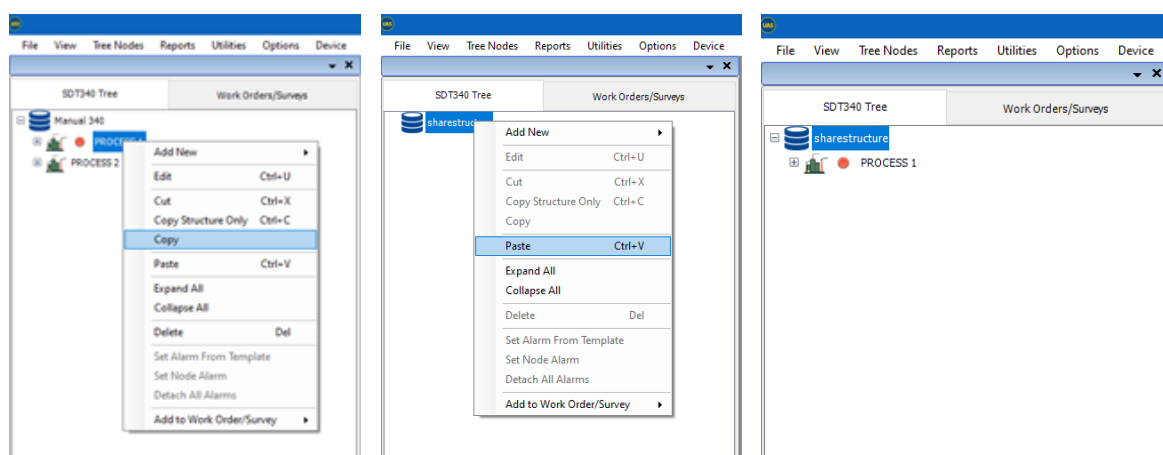 UAS
File View Tree Nodes Reports Utilities Options Device
SDT340 Tree Work Orders/Surveys
Manual 340
PROCESS 1
PROCESS 2
Add New
Edit Ctrl+U
Cut Ctrl+X
Copy Structure Only Ctrl+C
Copy
Paste Ctrl+V
Expand All
Collapse All
Delete Del
Set Alarm From Template
Set Node Alarm
Detach All Alarms
Add to Work Order/Survey
UAS
File View Tree Nodes Reports Utilities Options Device
SDT340 Tree Work Orders/Surveys
sharestruc
Add New
Edit Ctrl+U
Cut Ctrl+X
Copy Structure Only Ctrl+C
Copy
Paste Ctrl+V
Expand All
Collapse All
Delete Del
Set Alarm From Template
Set Node Alarm
Detach All Alarms
Add to Work Order/Survey
UAS
File View Tree Nodes Reports Utilities Options Device
SDT340 Tree Work Orders/Surveys
sharestructure
PROCESS 1